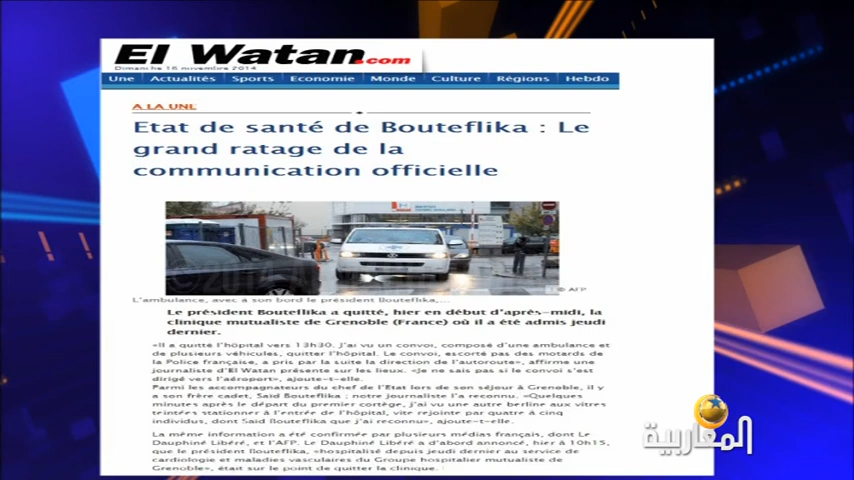 El Watan.com
Dimanche 16 novembre 2014
Une Actualités Sports Economie Monde Culture Régions Hebdo
A LA UNE
Etat de santé de Bouteflika : Le
grand ratage de la
communication officielle
© AFP
L'ambulance, avec à son bord le président Bouteflika,...
Le président Bouteflika a quitté, hier en début d'après-midi, la
clinique mutualiste de Grenoble (France) où il a été admis jeudi
dernier.
«Il a quitté l'hôpital vers 13h30. J'ai vu un convoi, composé d'une ambulance et
de plusieurs véhicules, quitter l'hôpital. Le convoi, escorté pas des motards de
la Police française, a pris par la suite la direction de l'autoroute», affirme une
journaliste d'El Watan présente sur les lieux. «Je ne sais pas si le convoi s'est
dirigé vers l'aéroport», ajoute-t-elle.
Parmi les accompagnateurs du chef de l'Etat lors de son séjour à Grenoble, il y
a son frère cadet, Saïd Bouteflika ; notre journaliste l'a reconnu. «Quelques
minutes après le départ du premier cortège, j'ai vu une autre berline aux vitres
teintées stationner à l'entrée de l'hôpital, vite rejointe par quatre à cinq
individus, dont Saïd Bouteflika que j'ai reconnu», ajoute-t-elle.
La même information a été confirmée par plusieurs médias français, dont Le
Dauphiné Libéré et l'AFP. Le Dauphiné Libéré a d'abord annoncé, hier à 10h15,
que le président Bouteflika, «hospitalisé depuis jeudi dernier au service de
cardiologie et maladies vasculaires du Groupe hospitalier mutualiste de
Grenoble», était sur le point de quitter la clinique.
المغاربية